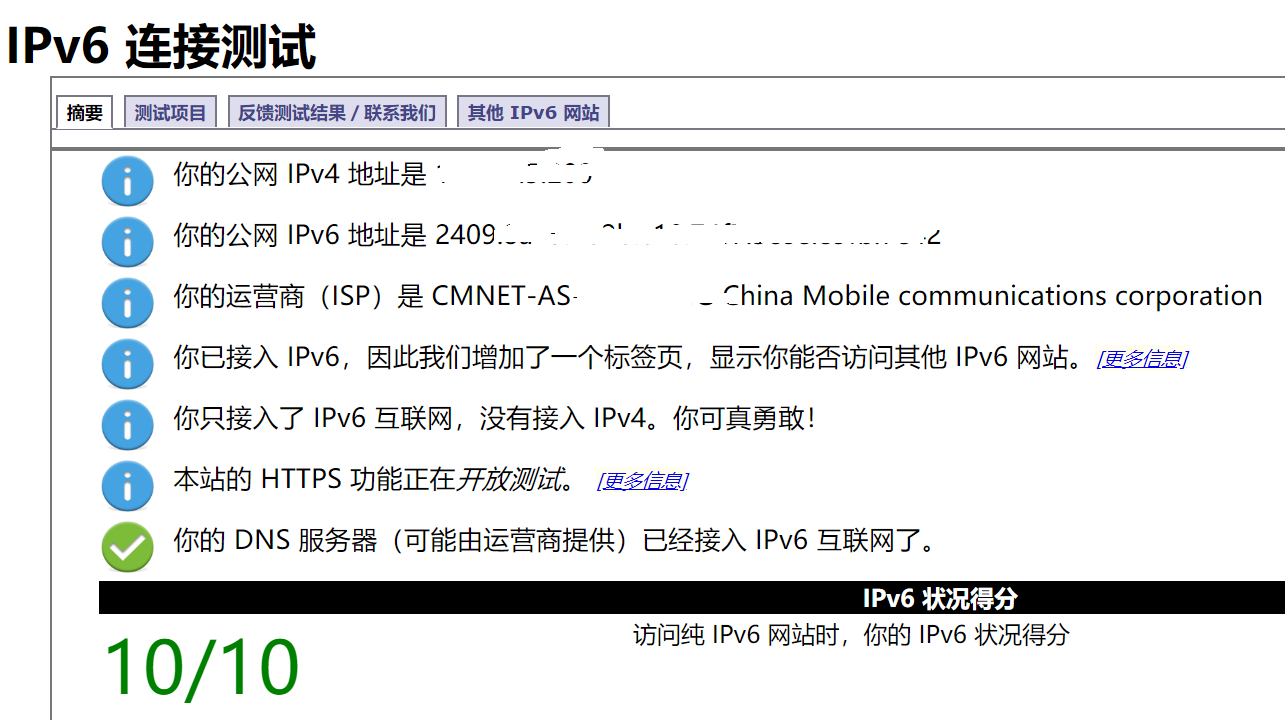 IPv6 连接测试
摘要 测试项目 反馈测试结果 / 联系我们 其他 IPv6 网站
你的公网 IPv4 地址是
你的公网 IPv6 地址是 2409:
你的运营商（ISP）是 CMNET-AS- China Mobile communications corporation
你已接入 IPv6，因此我们增加了一个标签页，显示你能否访问其他 IPv6 网站。 [更多信息]
你只接入了 IPv6 互联网，没有接入 IPv4。你可真勇敢！
本站的 HTTPS 功能正在开放测试。 [更多信息]
你的 DNS 服务器（可能由运营商提供）已经接入 IPv6 互联网了。
IPv6 状况得分
10/10 访问纯 IPv6 网站时，你的 IPv6 状况得分